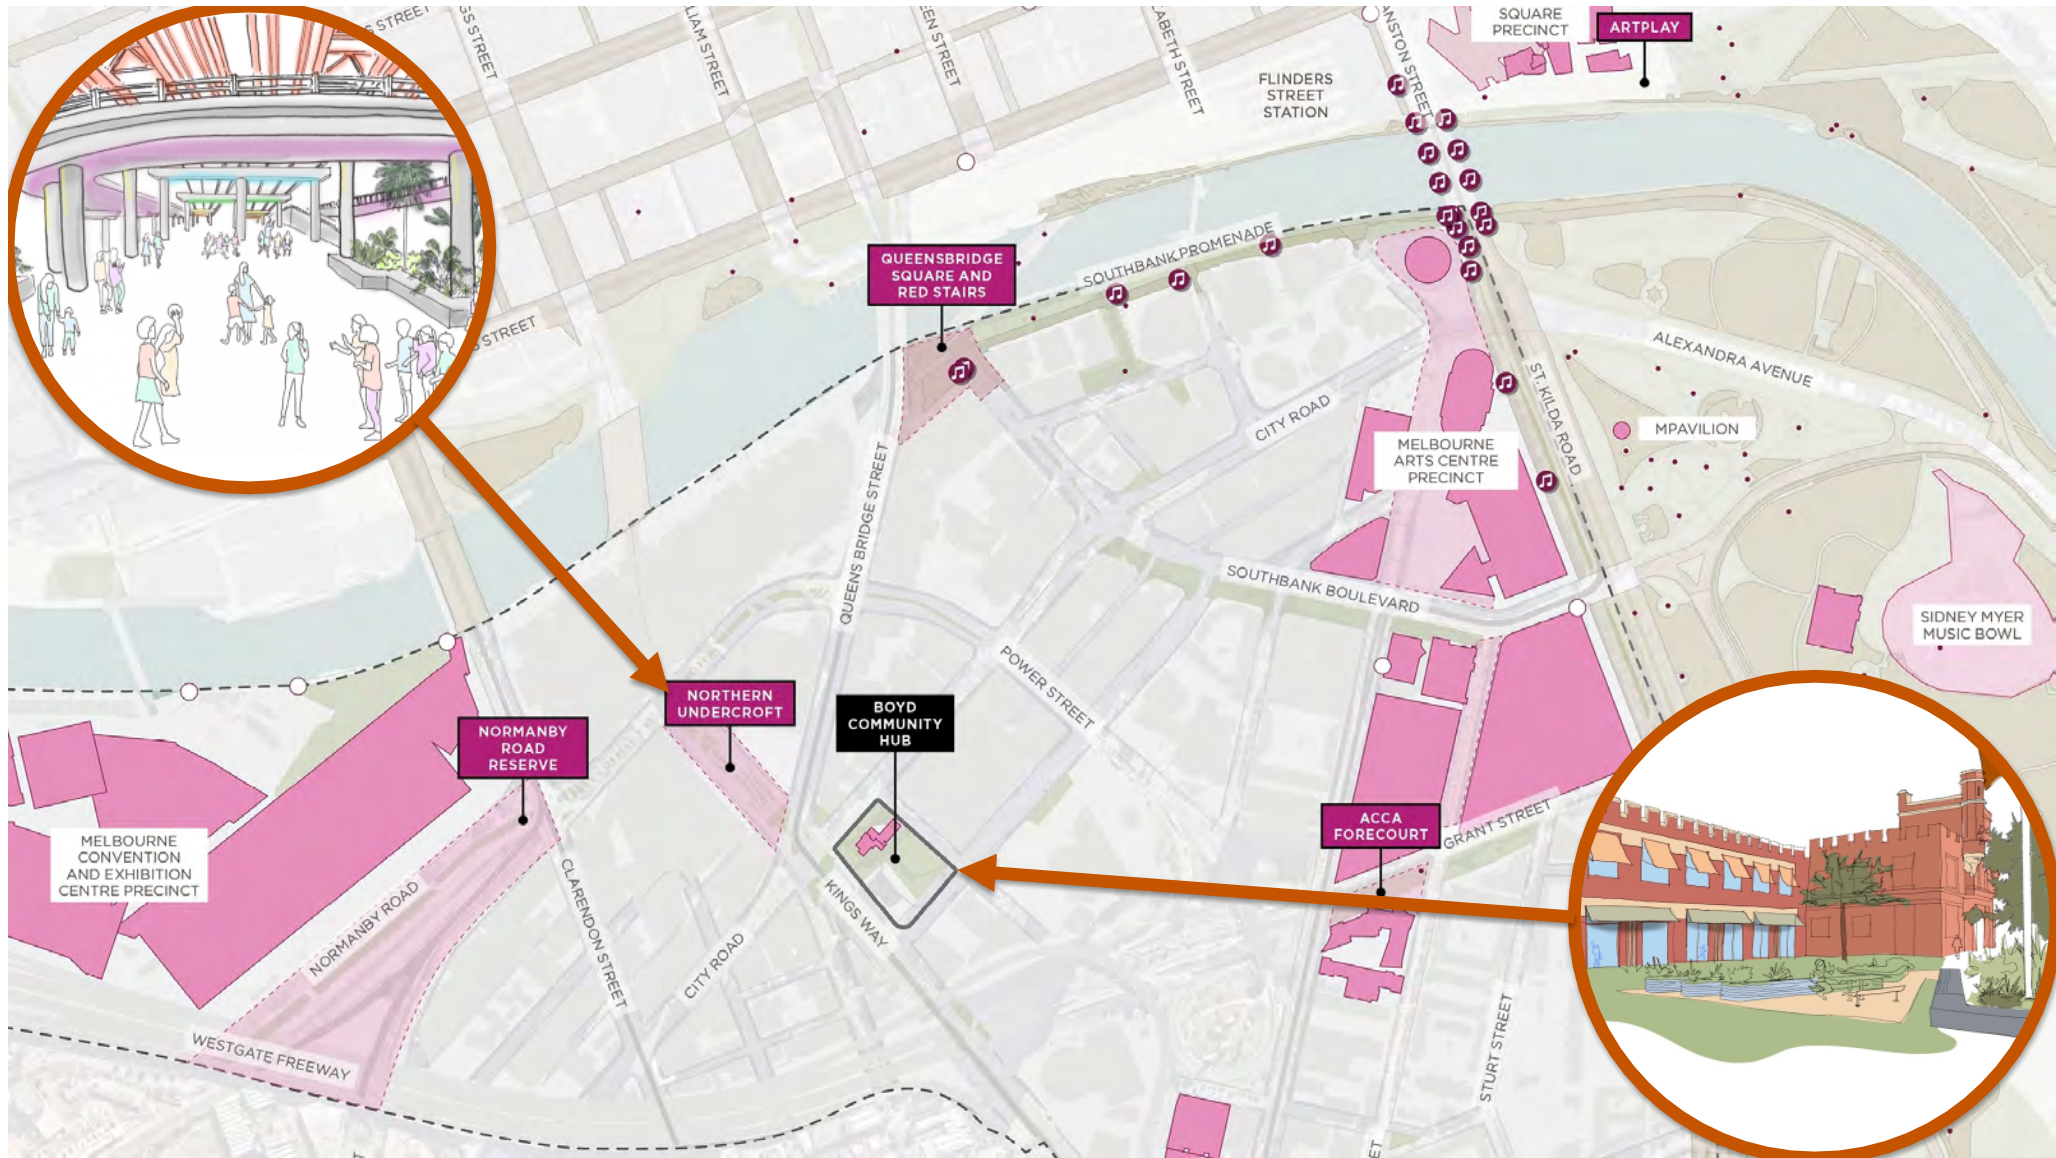 SQUARE
PRECINCT
ARTPLAY
FLINDERS
STREET
STATION
QUEENSBRIDGE
SQUARE AND
RED STAIRS
SOUTHBANK PROMENADE
ALEXANDRA AVENUE
ST. KILDA ROAD
CITY ROAD
MPAVILION
MELBOURNE
ARTS CENTRE
PRECINCT
QUEENS BRIDGE STREET
SOUTHBANK BOULEVARD
SIDNEY MYER
MUSIC BOWL
POWER STREET
NORTHERN
UNDERCROFT
BOYD
COMMUNITY
HUB
NORMANBY
ROAD
RESERVE
ACCA
FORECOURT
GRANT STREET
MELBOURNE
CONVENTION
AND EXHIBITION
CENTRE PRECINCT
NORMANBY ROAD
CLARENDON STREET
CITY ROAD
KINGS WAY
WESTGATE FREEWAY
STURT STREET